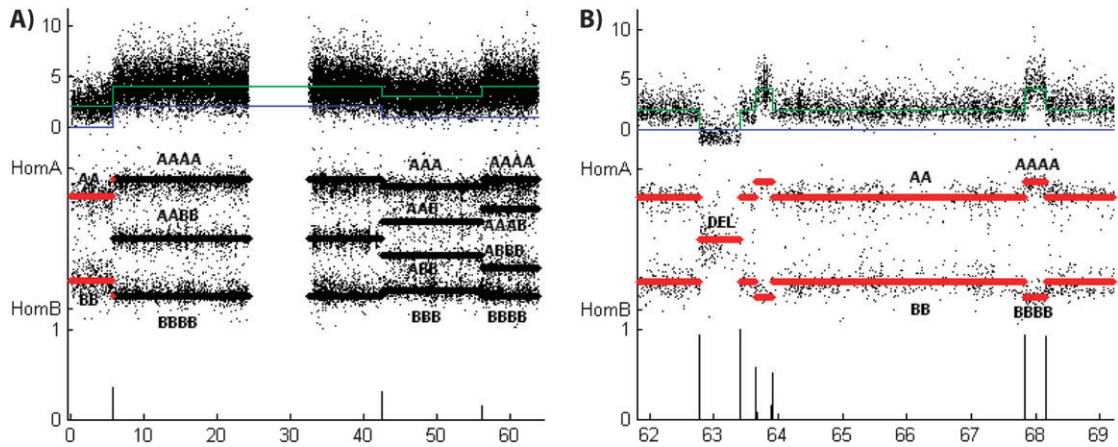 A)
10
5
0
HomA
AA
AAAA
AAA
AAAA
AABB
AAB
AAAB
ABB
ABBB
BB
HomB
BBBB
BBB
BBBB
1
0
0 10 20 30 40 50 60
B)
10
5
0
HomA
AA
AAAA
DEL
HomB
BB
BBBB
1
0
62 63 64 65 66 67 68 69